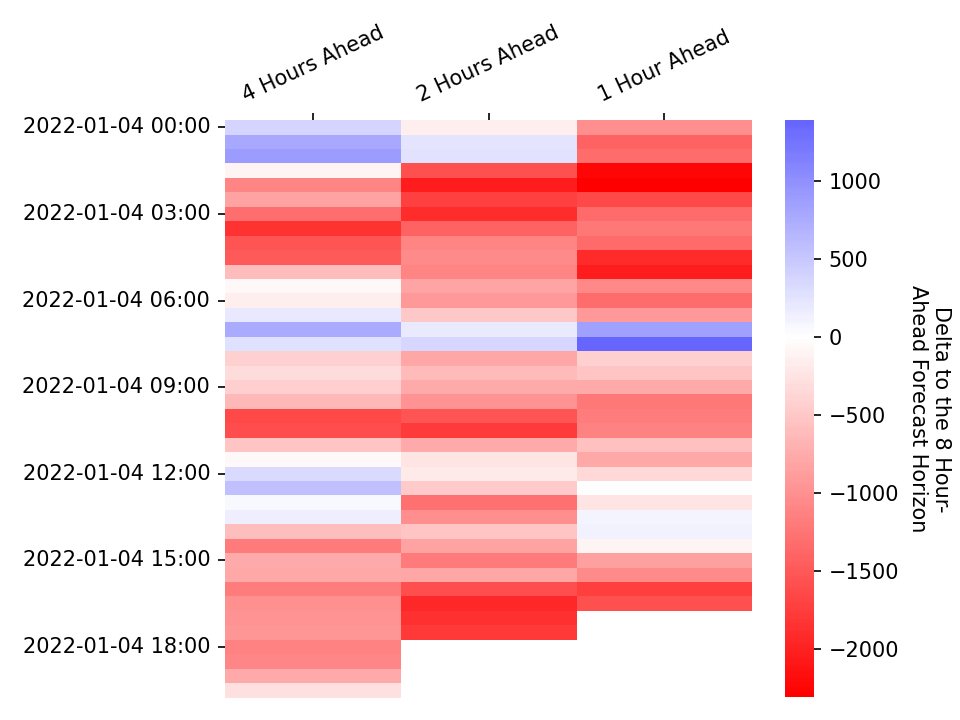 4 Hours Ahead
2 Hours Ahead
1 Hour Ahead
2022-01-04 00:00
2022-01-04 03:00
2022-01-04 06:00
2022-01-04 09:00
2022-01-04 12:00
2022-01-04 15:00
2022-01-04 18:00
1000
500
0
−500
−1000
−1500
−2000
Delta to the 8 Hour-
Ahead Forecast Horizon